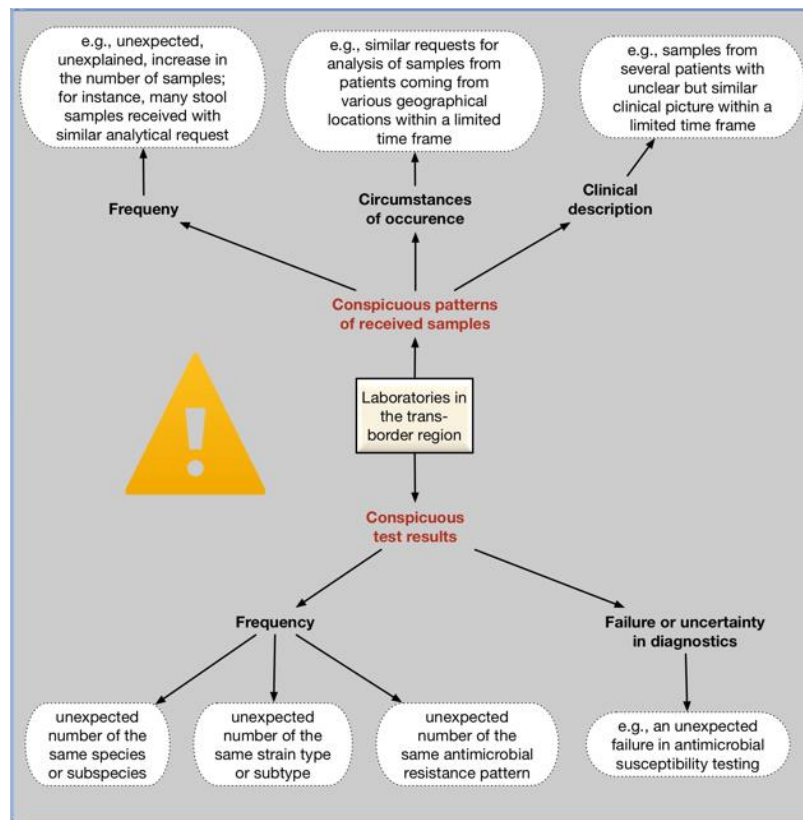 e.g., unexpected,
unexplained, increase in
the number of samples;
for instance, many stool
samples received with
similar analytical request
e.g., similar requests for
analysis of samples from
patients coming from
various geographical
locations within a limited
time frame
e.g., samples from
several patients with
unclear but similar
clinical picture within a
limited time frame
Frequeny
Circumstances
of occurence
Clinical
description
Conspicuous patterns
of received samples
!
Laboratories in
the trans-
border region
Conspicuous
test results
Frequency
Failure or uncertainty
in diagnostics
unexpected
number of the
same species
or subspecies
unexpected
number of the
same strain type
or subtype
unexpected
number of the
same antimicrobial
resistance pattern
e.g., an unexpected
failure in antimicrobial
susceptibility testing